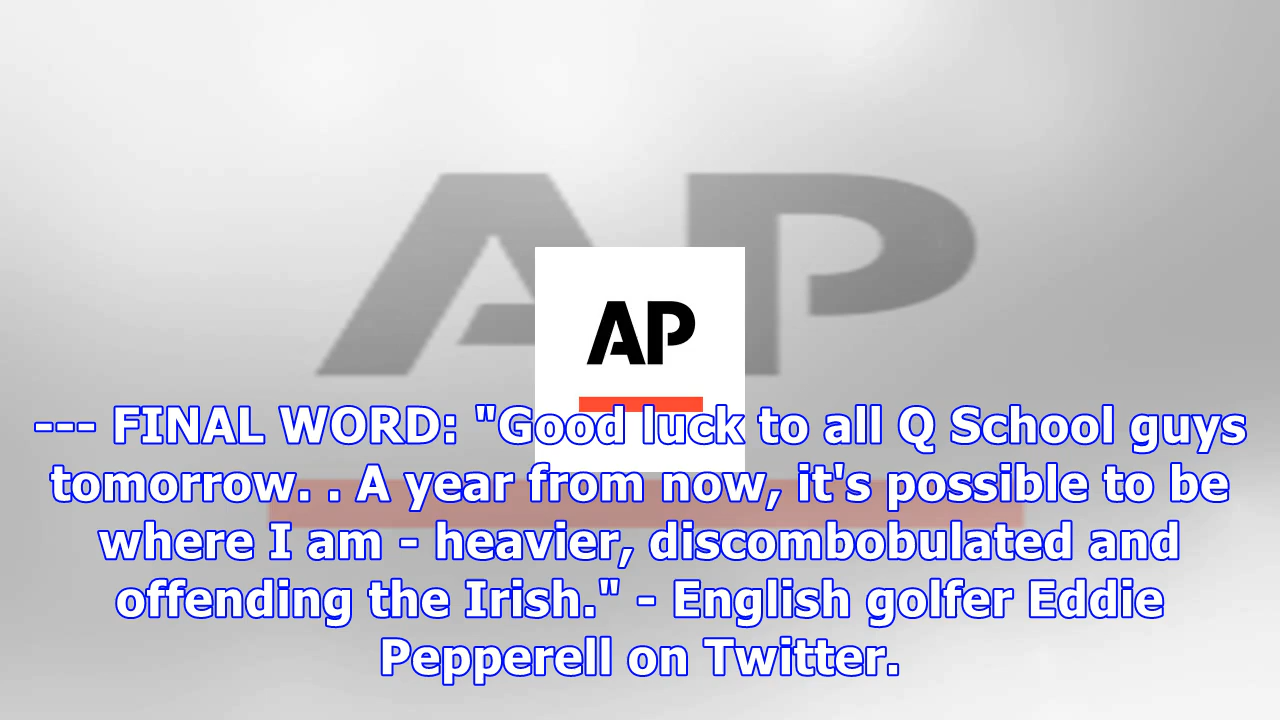 AP
AP
--- FINAL WORD: "Good luck to all Q School guys
tomorrow. . A year from now, it's possible to be
where I am - heavier, discombobulated and
offending the Irish." - English golfer Eddie
Pepperell on Twitter.